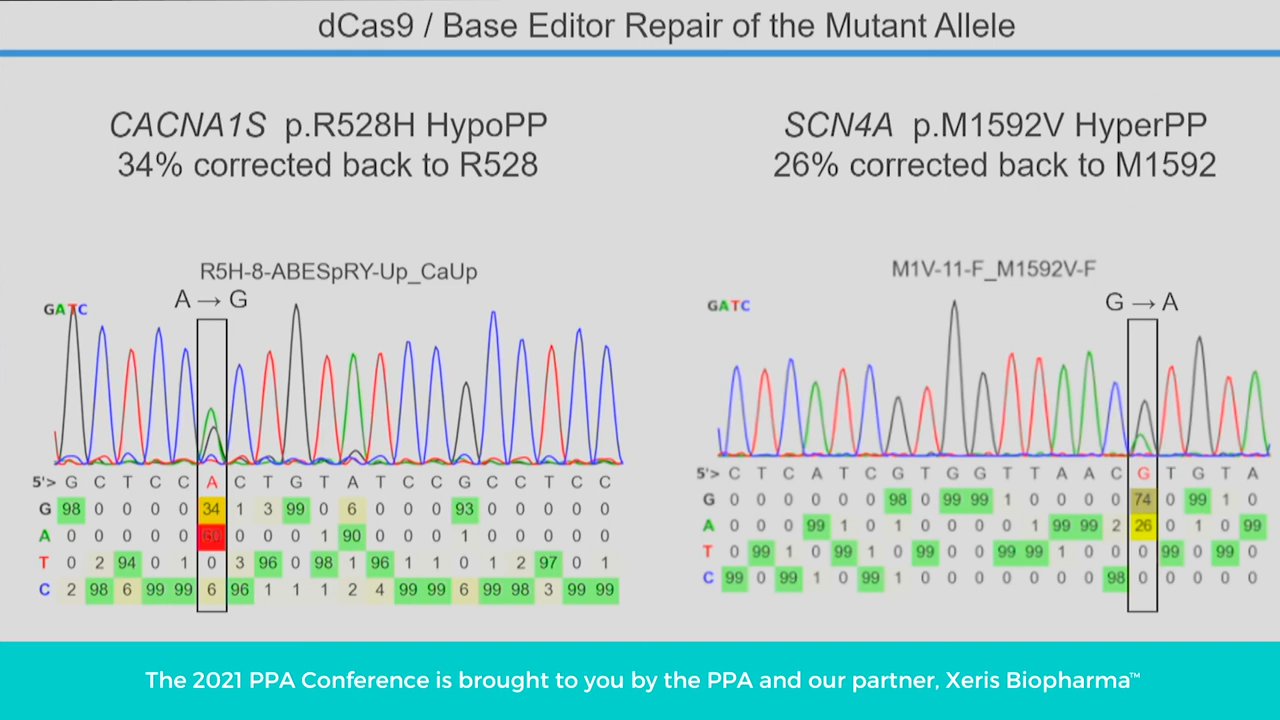 dCas9 / Base Editor Repair of the Mutant Allele
CACNA1S p.R528H HypoPP
34% corrected back to R528
R5H-8-ABESpRY-Up_CaUp
A → G
GATC
5'> G C T C C A C T G T A T C C G C C T C C
G 98 0 0 0 0 34 1 3 99 0 6 0 0 0 93 0 0 0 0 0
A 0 0 0 0 0 60 0 0 0 1 90 0 0 0 1 0 0 0 0 0
T 0 2 94 0 1 0 3 96 0 98 1 96 1 1 0 1 2 97 0 1
C 2 98 6 99 99 6 96 1 1 1 2 4 99 99 6 99 98 3 99 99
SCN4A p.M1592V HyperPP
26% corrected back to M1592
M1V-11-F_M1592V-F
G → A
GATC
5'> C T C A T C G T G G T T A A C G T G T A
G 0 0 0 0 0 0 98 0 99 99 1 0 0 0 0 74 0 99 1 0
A 0 0 0 99 1 0 1 0 0 0 0 1 99 99 2 26 0 1 0 99
T 0 99 1 0 99 1 0 99 0 0 99 99 1 0 0 0 99 0 99 0
C 99 0 99 1 0 99 1 0 0 0 0 0 0 0 98 0 0 0 0 0
The 2021 PPA Conference is brought to you by the PPA and our partner, Xeris Biopharma™